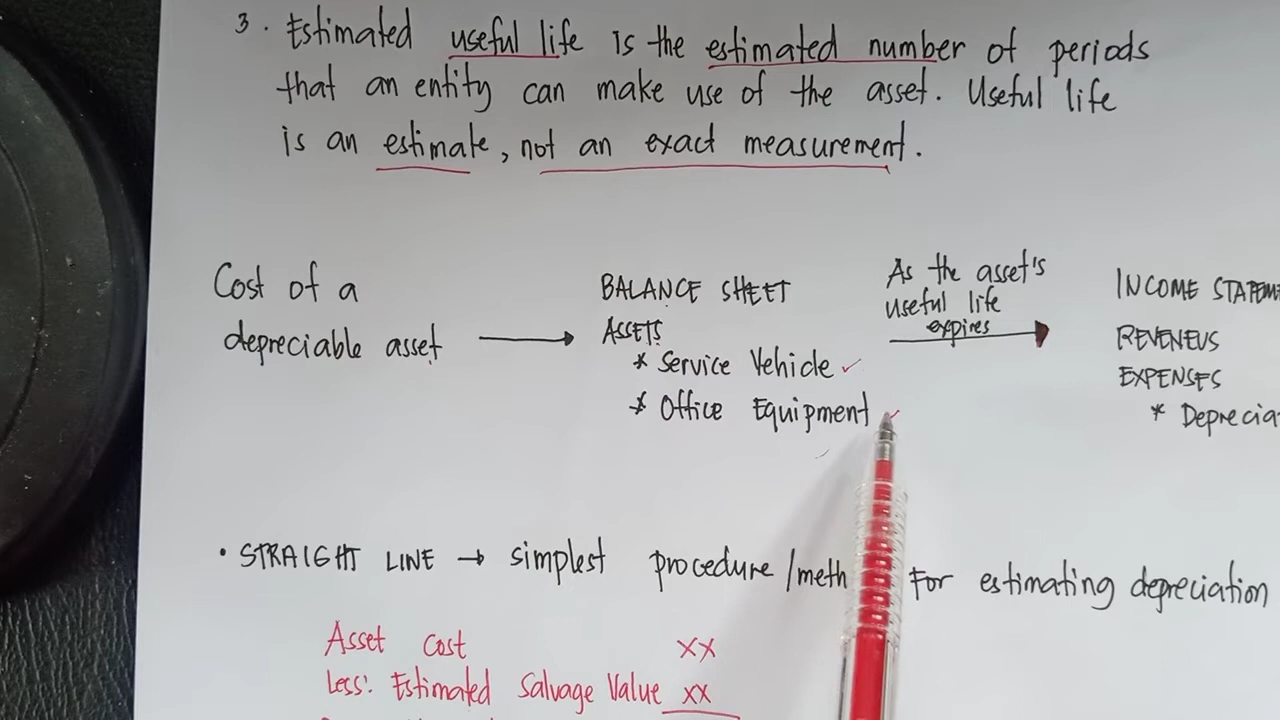 3. Estimated useful life is the estimated number of periods
that an entity can make use of the asset. Useful life
is an estimate, not an exact measurement.
Cost of a
depreciable asset
BALANCE SHEET
ASSETS
* Service Vehicle ✓
* Office Equipment ✓
As the asset's
useful life
expires
INCOME STATEME
REVENEUS
EXPENSES
* Deprecia
• STRAIGHT LINE → simplest procedure/meth for estimating depreciation
Asset Cost xx
Less: Estimated Salvage Value xx